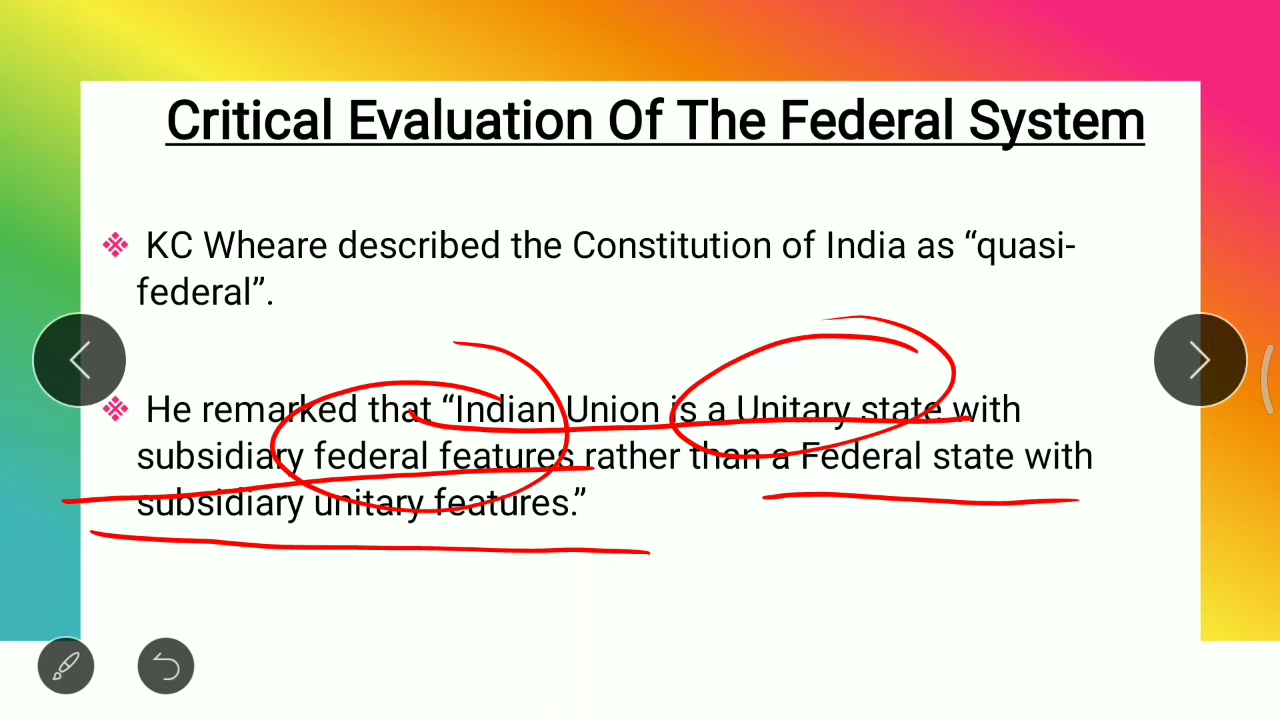 Critical Evaluation Of The Federal System
KC Wheare described the Constitution of India as “quasi-
federal”.
He remarked that “Indian Union is a Unitary state with
subsidiary federal features rather than a Federal state with
subsidiary unitary features.”